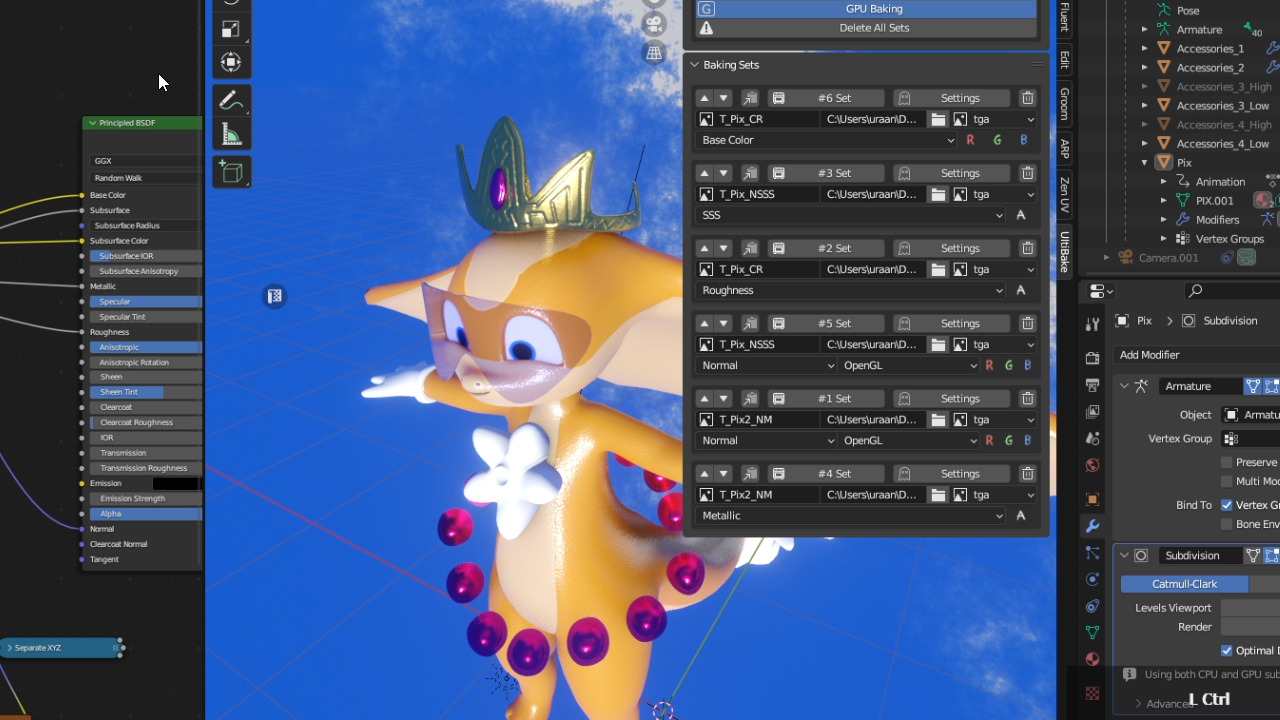 Principled BSDF
GGX
Random Walk
Base Color
Subsurface
Subsurface Radius
Subsurface Color
Subsurface IOR
Subsurface Anisotropy
Metallic
Specular
Specular Tint
Roughness
Anisotropic
Anisotropic Rotation
Sheen
Sheen Tint
Clearcoat
Clearcoat Roughness
IOR
Transmission
Transmission Roughness
Emission
Emission Strength
Alpha
Normal
Clearcoat Normal
Tangent
Separate XYZ
G GPU Baking
Delete All Sets
Baking Sets
#6 Set Settings
T_Pix_CR C:\Users\uraan\D... tga
Base Color R G B
#3 Set Settings
T_Pix_NSSS C:\Users\uraan\D... tga
SSS A
#2 Set Settings
T_Pix_CR C:\Users\uraan\D... tga
Roughness A
#5 Set Settings
T_Pix_NSSS C:\Users\uraan\D... tga
Normal OpenGL R G B
#1 Set Settings
T_Pix2_NM C:\Users\uraan\D... tga
Normal OpenGL R G B
#4 Set Settings
T_Pix2_NM C:\Users\uraan\D... tga
Metallic A
Fluent
Edit
Groom
ARP
Zen UV
UltiBake
Pose
Armature 40
Accessories_1
Accessories_2
Accessories_3_High
Accessories_3_Low
Accessories_4_High
Accessories_4_Low
Pix
Animation
PIX.001
Modifiers
Vertex Groups
Camera.001
Pix Subdivision
Add Modifier
Armature
Object Armatu
Vertex Group
Preserve
Multi Mo
Bind To Vertex G
Bone Env
Subdivision
Catmull-Clark
Levels Viewport
Render
Optimal D
Using both CPU and GPU sub
Advanced
L Ctrl